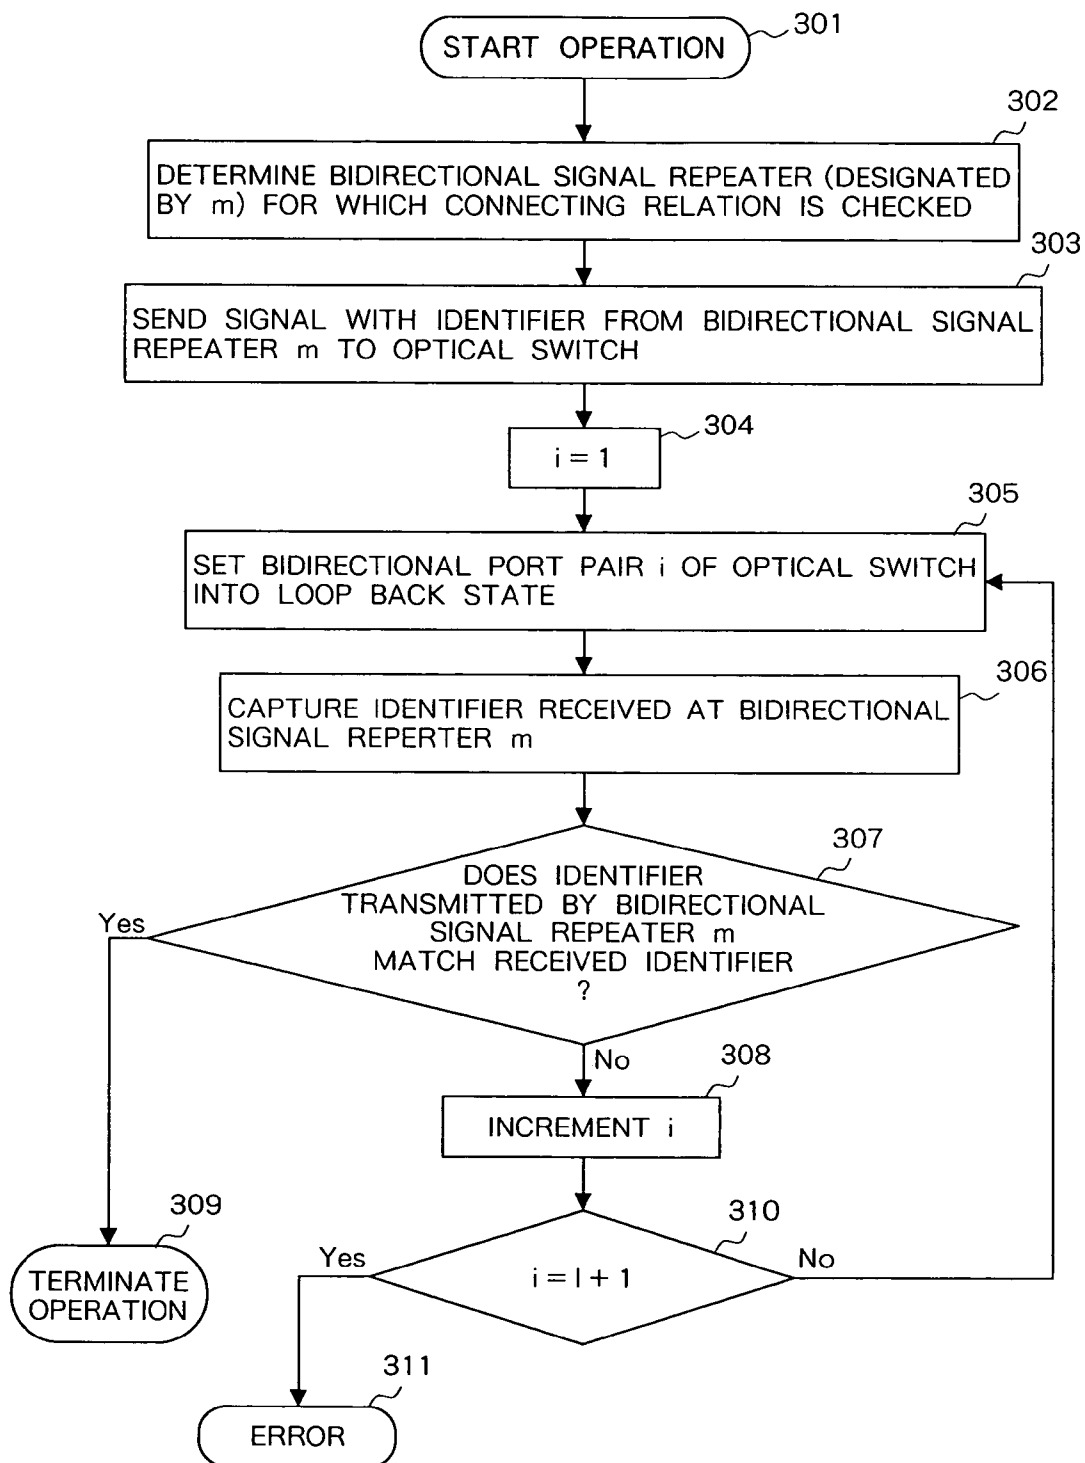 START OPERATION
301
302
DETERMINE BIDIRECTIONAL SIGNAL REPEATER (DESIGNATED
BY m) FOR WHICH CONNECTING RELATION IS CHECKED
303
SEND SIGNAL WITH IDENTIFIER FROM BIDIRECTIONAL SIGNAL
REPEATER m TO OPTICAL SWITCH
304
i = 1
305
SET BIDIRECTIONAL PORT PAIR i OF OPTICAL SWITCH
INTO LOOP BACK STATE
306
CAPTURE IDENTIFIER RECEIVED AT BIDIRECTIONAL
SIGNAL REPERTER m
307
DOES IDENTIFIER
TRANSMITTED BY BIDIRECTIONAL
SIGNAL REPEATER m
MATCH RECEIVED IDENTIFIER
?
Yes
No
308
INCREMENT i
309
TERMINATE
OPERATION
310
Yes
i = I + 1
No
311
ERROR